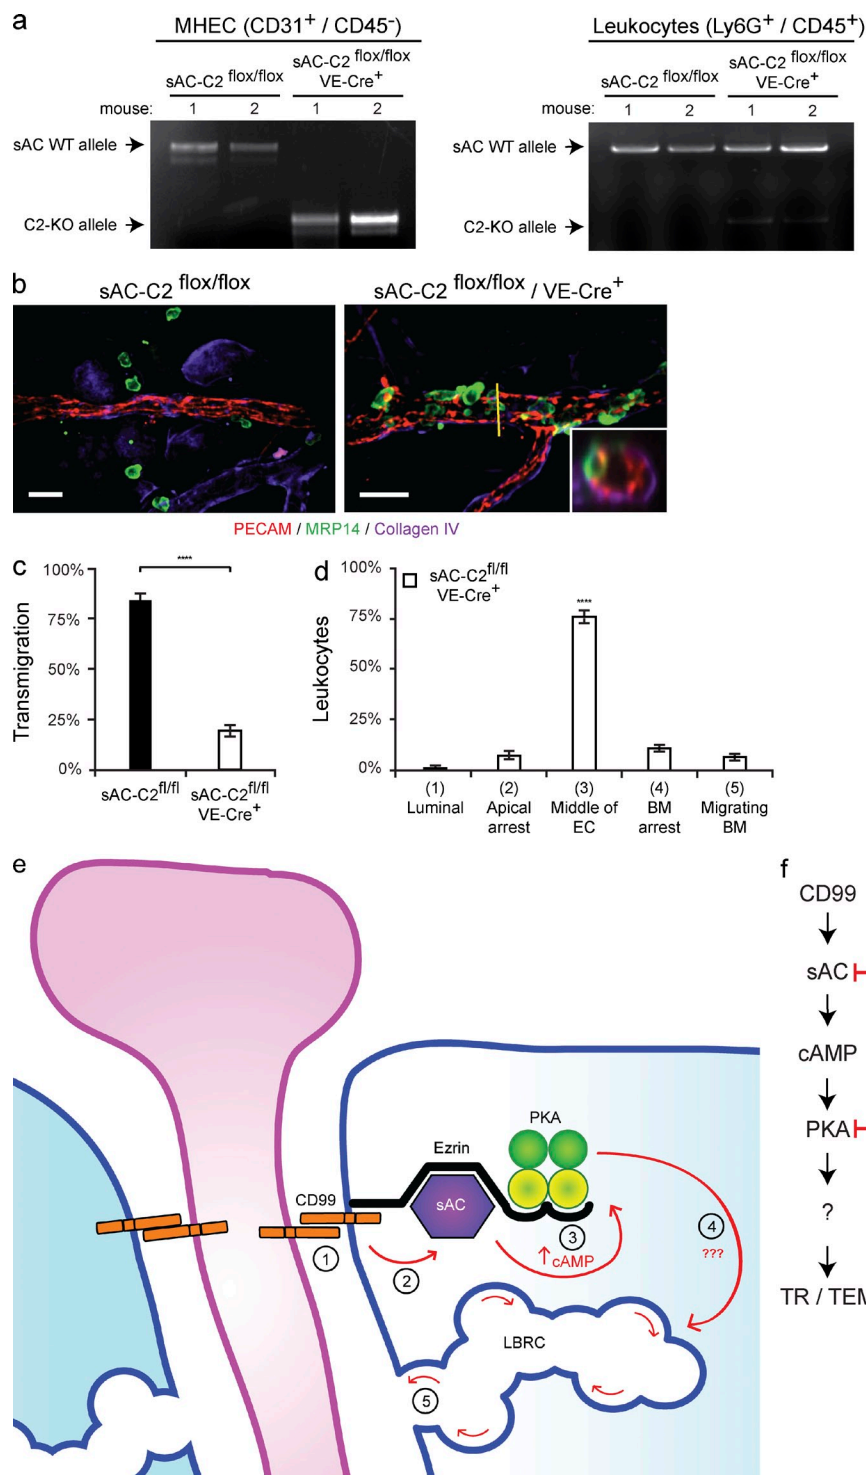 a
MHEC (CD31⁺ / CD45⁻)
sAC-C2 flox/flox
sAC-C2 flox/flox
VE-Cre⁺
mouse: 1 2 1 2
sAC WT allele
C2-KO allele
Leukocytes (Ly6G⁺ / CD45⁺)
sAC-C2 flox/flox
sAC-C2 flox/flox
VE-Cre⁺
mouse: 1 2 1 2
sAC WT allele
C2-KO allele
b
sAC-C2 flox/flox
sAC-C2 flox/flox / VE-Cre⁺
PECAM / MRP14 / Collagen IV
c
Transmigration
100%
75%
50%
25%
0%
****
sAC-C2fl/fl
sAC-C2fl/fl
VE-Cre⁺
d
Leukocytes
100%
75%
50%
25%
0%
sAC-C2fl/fl
VE-Cre⁺
****
(1) (2) (3) (4) (5)
Luminal Apical Middle of BM Migrating
arrest EC arrest BM
e
PKA
Ezrin
sAC
CD99
1
2
3
↑cAMP
4
???
LBRC
5
f
CD99
sAC
cAMP
PKA
?
TR / TEM